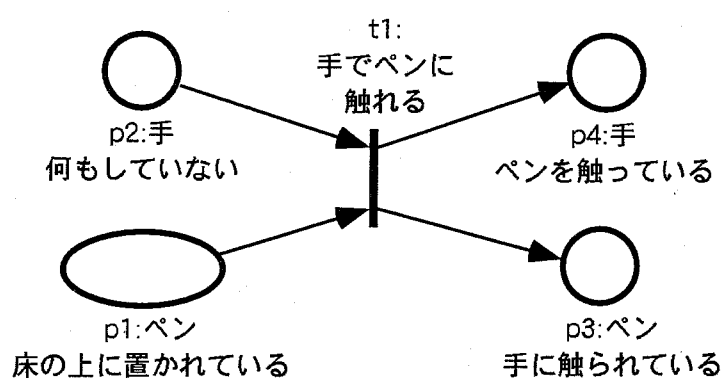 t1:
手でペンに
触れる
p2:手
何もしていない
p4:手
ペンを触っている
p1:ペン
床の上に置かれている
p3:ペン
手に触られている